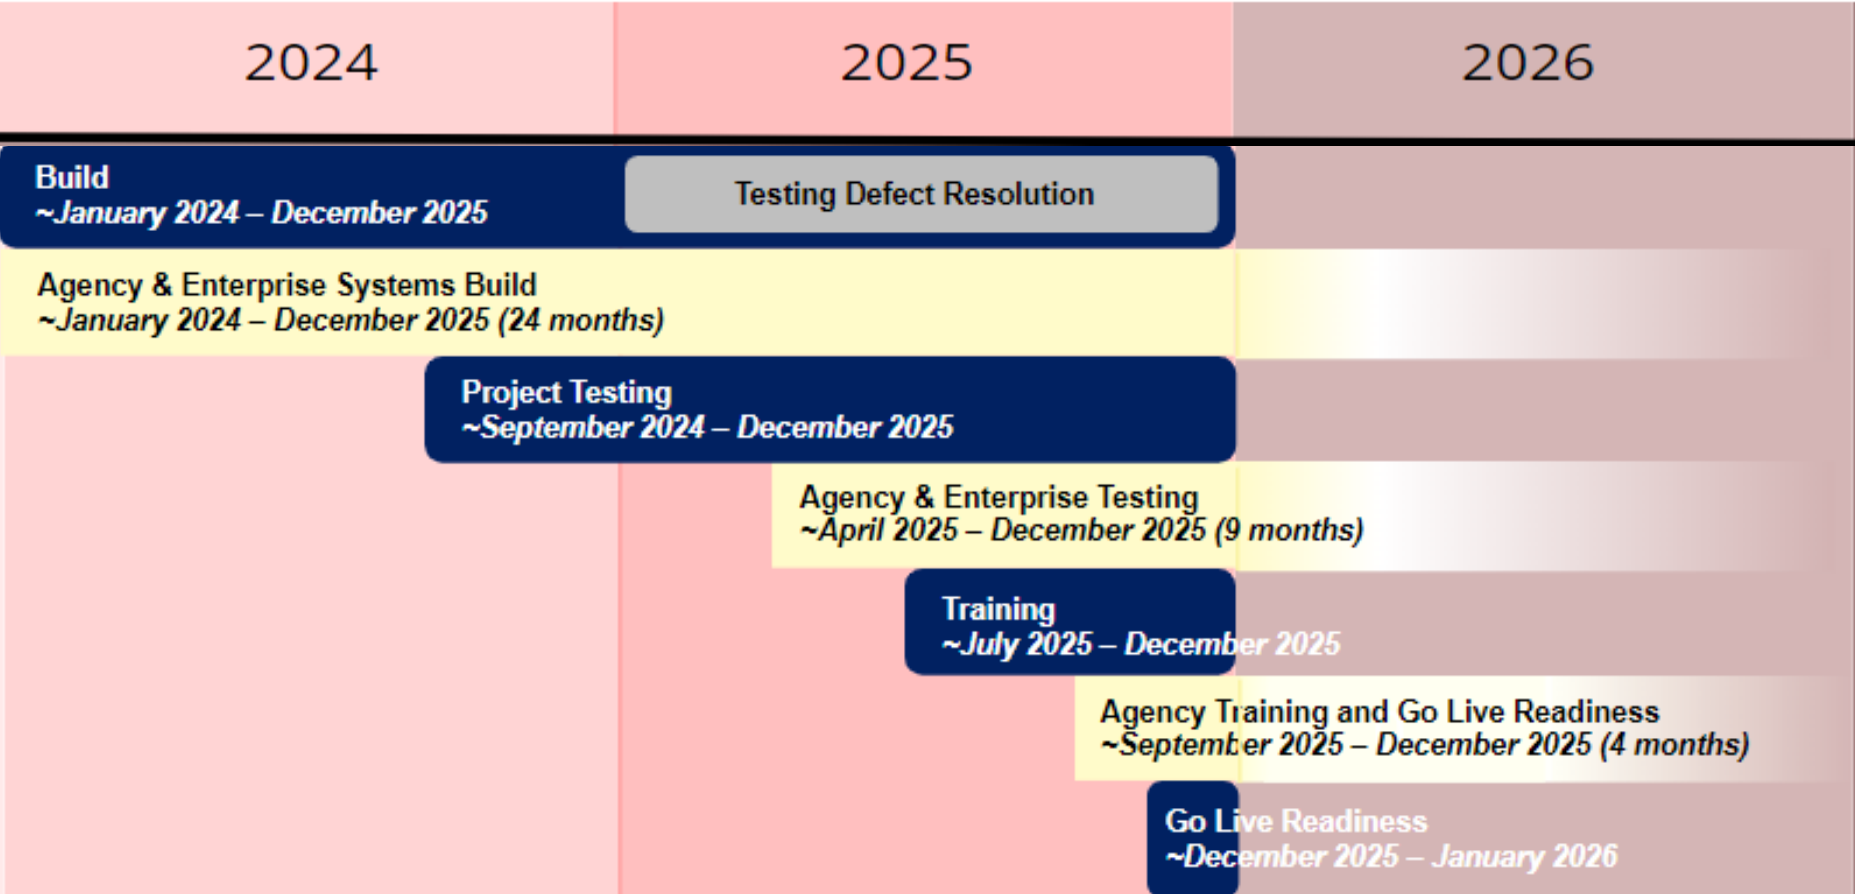 2024
2025
2026
Build
~January 2024 – December 2025
Testing Defect Resolution
Agency & Enterprise Systems Build
~January 2024 – December 2025 (24 months)
Project Testing
~September 2024 – December 2025
Agency & Enterprise Testing
~April 2025 – December 2025 (9 months)
Training
~July 2025 – December 2025
Agency Training and Go Live Readiness
~September 2025 – December 2025 (4 months)
Go Live Readiness
~December 2025 – January 2026